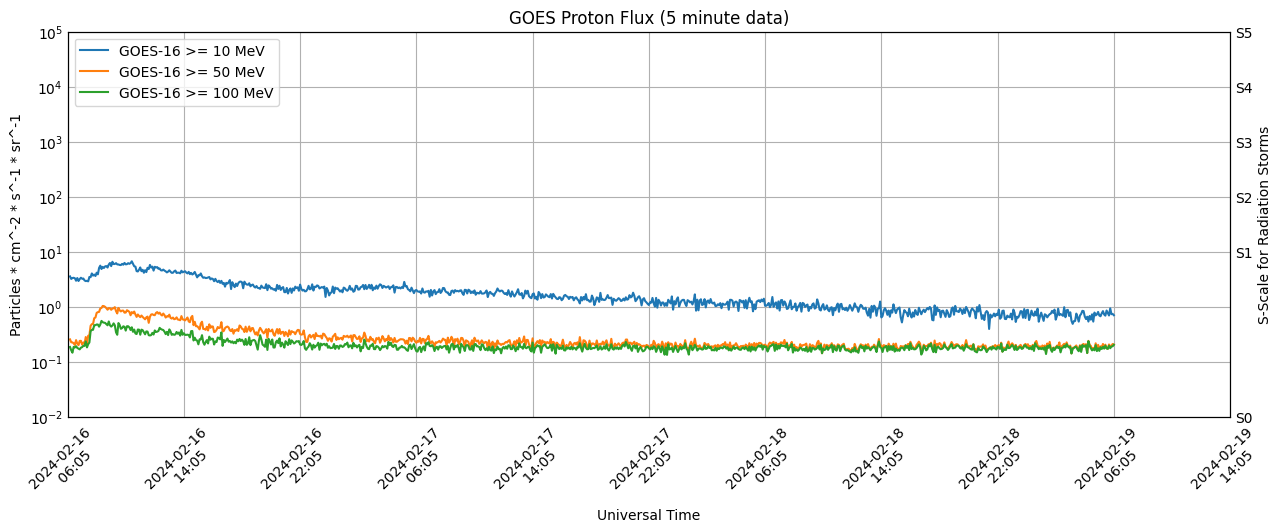 GOES Proton Flux (5 minute data)
GOES-16 >= 10 MeV
GOES-16 >= 50 MeV
GOES-16 >= 100 MeV
Particles * cm^-2 * s^-1 * sr^-1
10^5
10^4
10^3
10^2
10^1
10^0
10^-1
10^-2
S5
S4
S3
S2
S1
S0
S-Scale for Radiation Storms
2024-02-16
06:05
2024-02-16
14:05
2024-02-16
22:05
2024-02-17
06:05
2024-02-17
14:05
2024-02-17
22:05
2024-02-18
06:05
2024-02-18
14:05
2024-02-18
22:05
2024-02-19
06:05
2024-02-19
14:05
Universal Time